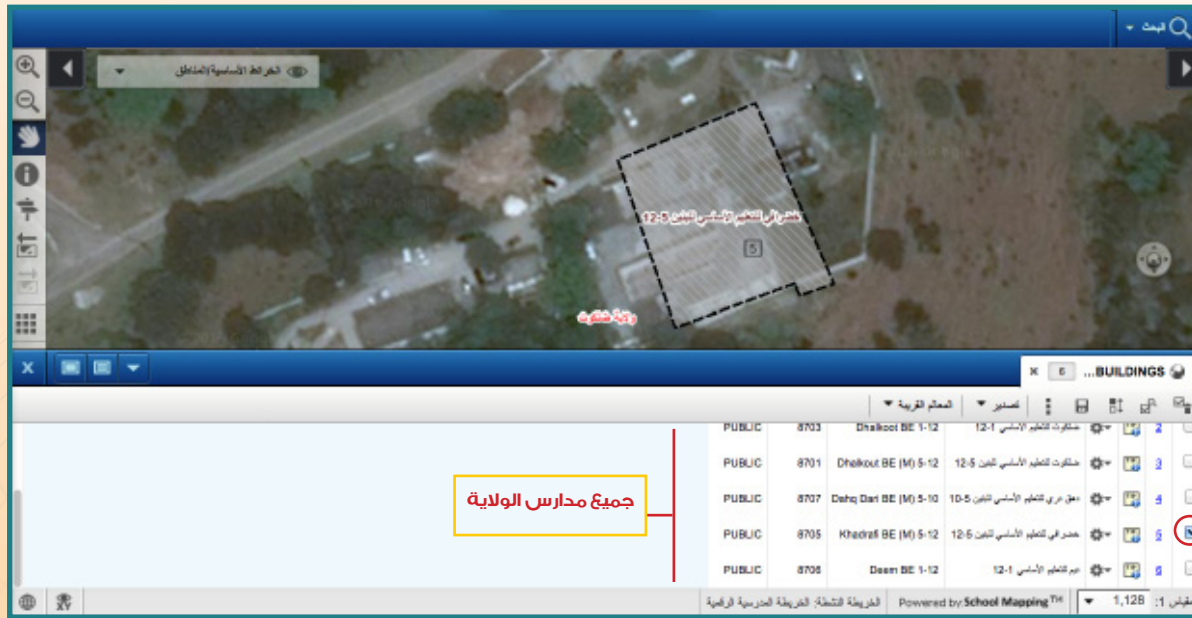 البحث
الخرائط الأساسية|المناطق
خضرافي للتعليم الأساسي للبنين 5-12
5
ولاية ضلكوت
X
x 6 ...BUILDINGS
تصدير
المعالم القريبة
2 ضلكوت للتعليم الأساسي 1-12 Dhalkoot BE 1-12 8703 PUBLIC
3 ضلكوت للتعليم الأساسي للبنين 5-12 Dhalkout BE (M) 5-12 8701 PUBLIC
4 دهق دري للتعليم الأساسي للبنين 5-10 Dahq Dari BE (M) 5-10 8707 PUBLIC
5 خضرافي للتعليم الأساسي للبنين 5-12 Khadrafi BE (M) 5-12 8705 PUBLIC
6 ديم للتعليم الأساسي 1-12 Deem BE 1-12 8706 PUBLIC
جميع مدارس الولاية
مقياس 1: 1,128
Powered by School Mapping™
الخريطة النشطة: الخريطة المدرسية الرقمية
XY